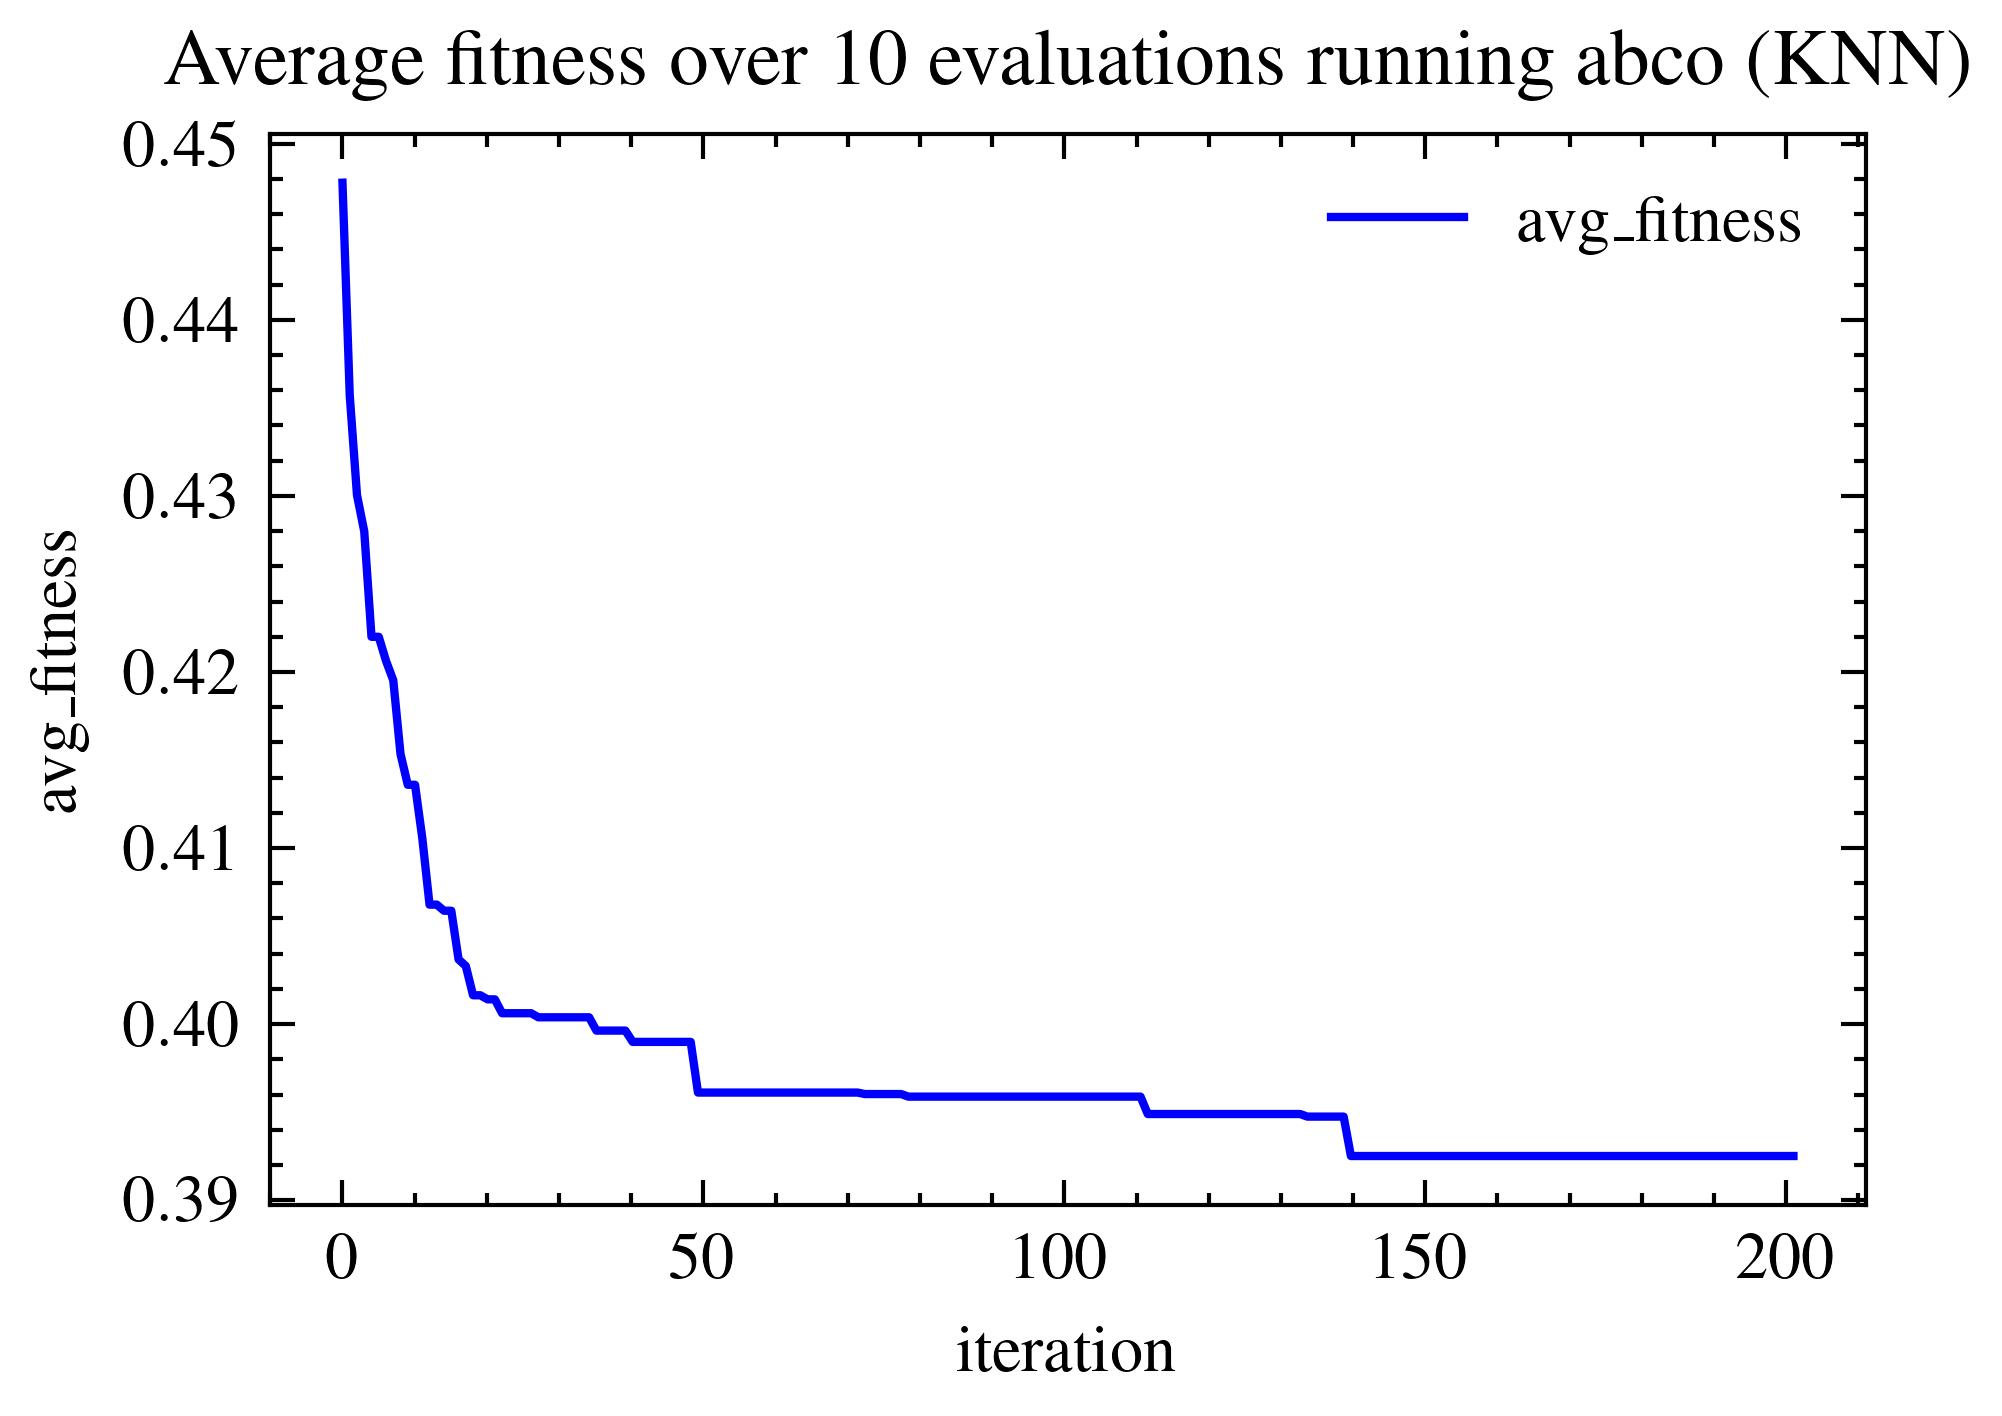 Average fitness over 10 evaluations running abco (KNN)
avg_fitness
0.45
0.44
0.43
0.42
0.41
0.40
0.39
avg_fitness
0 50 100 150 200
iteration